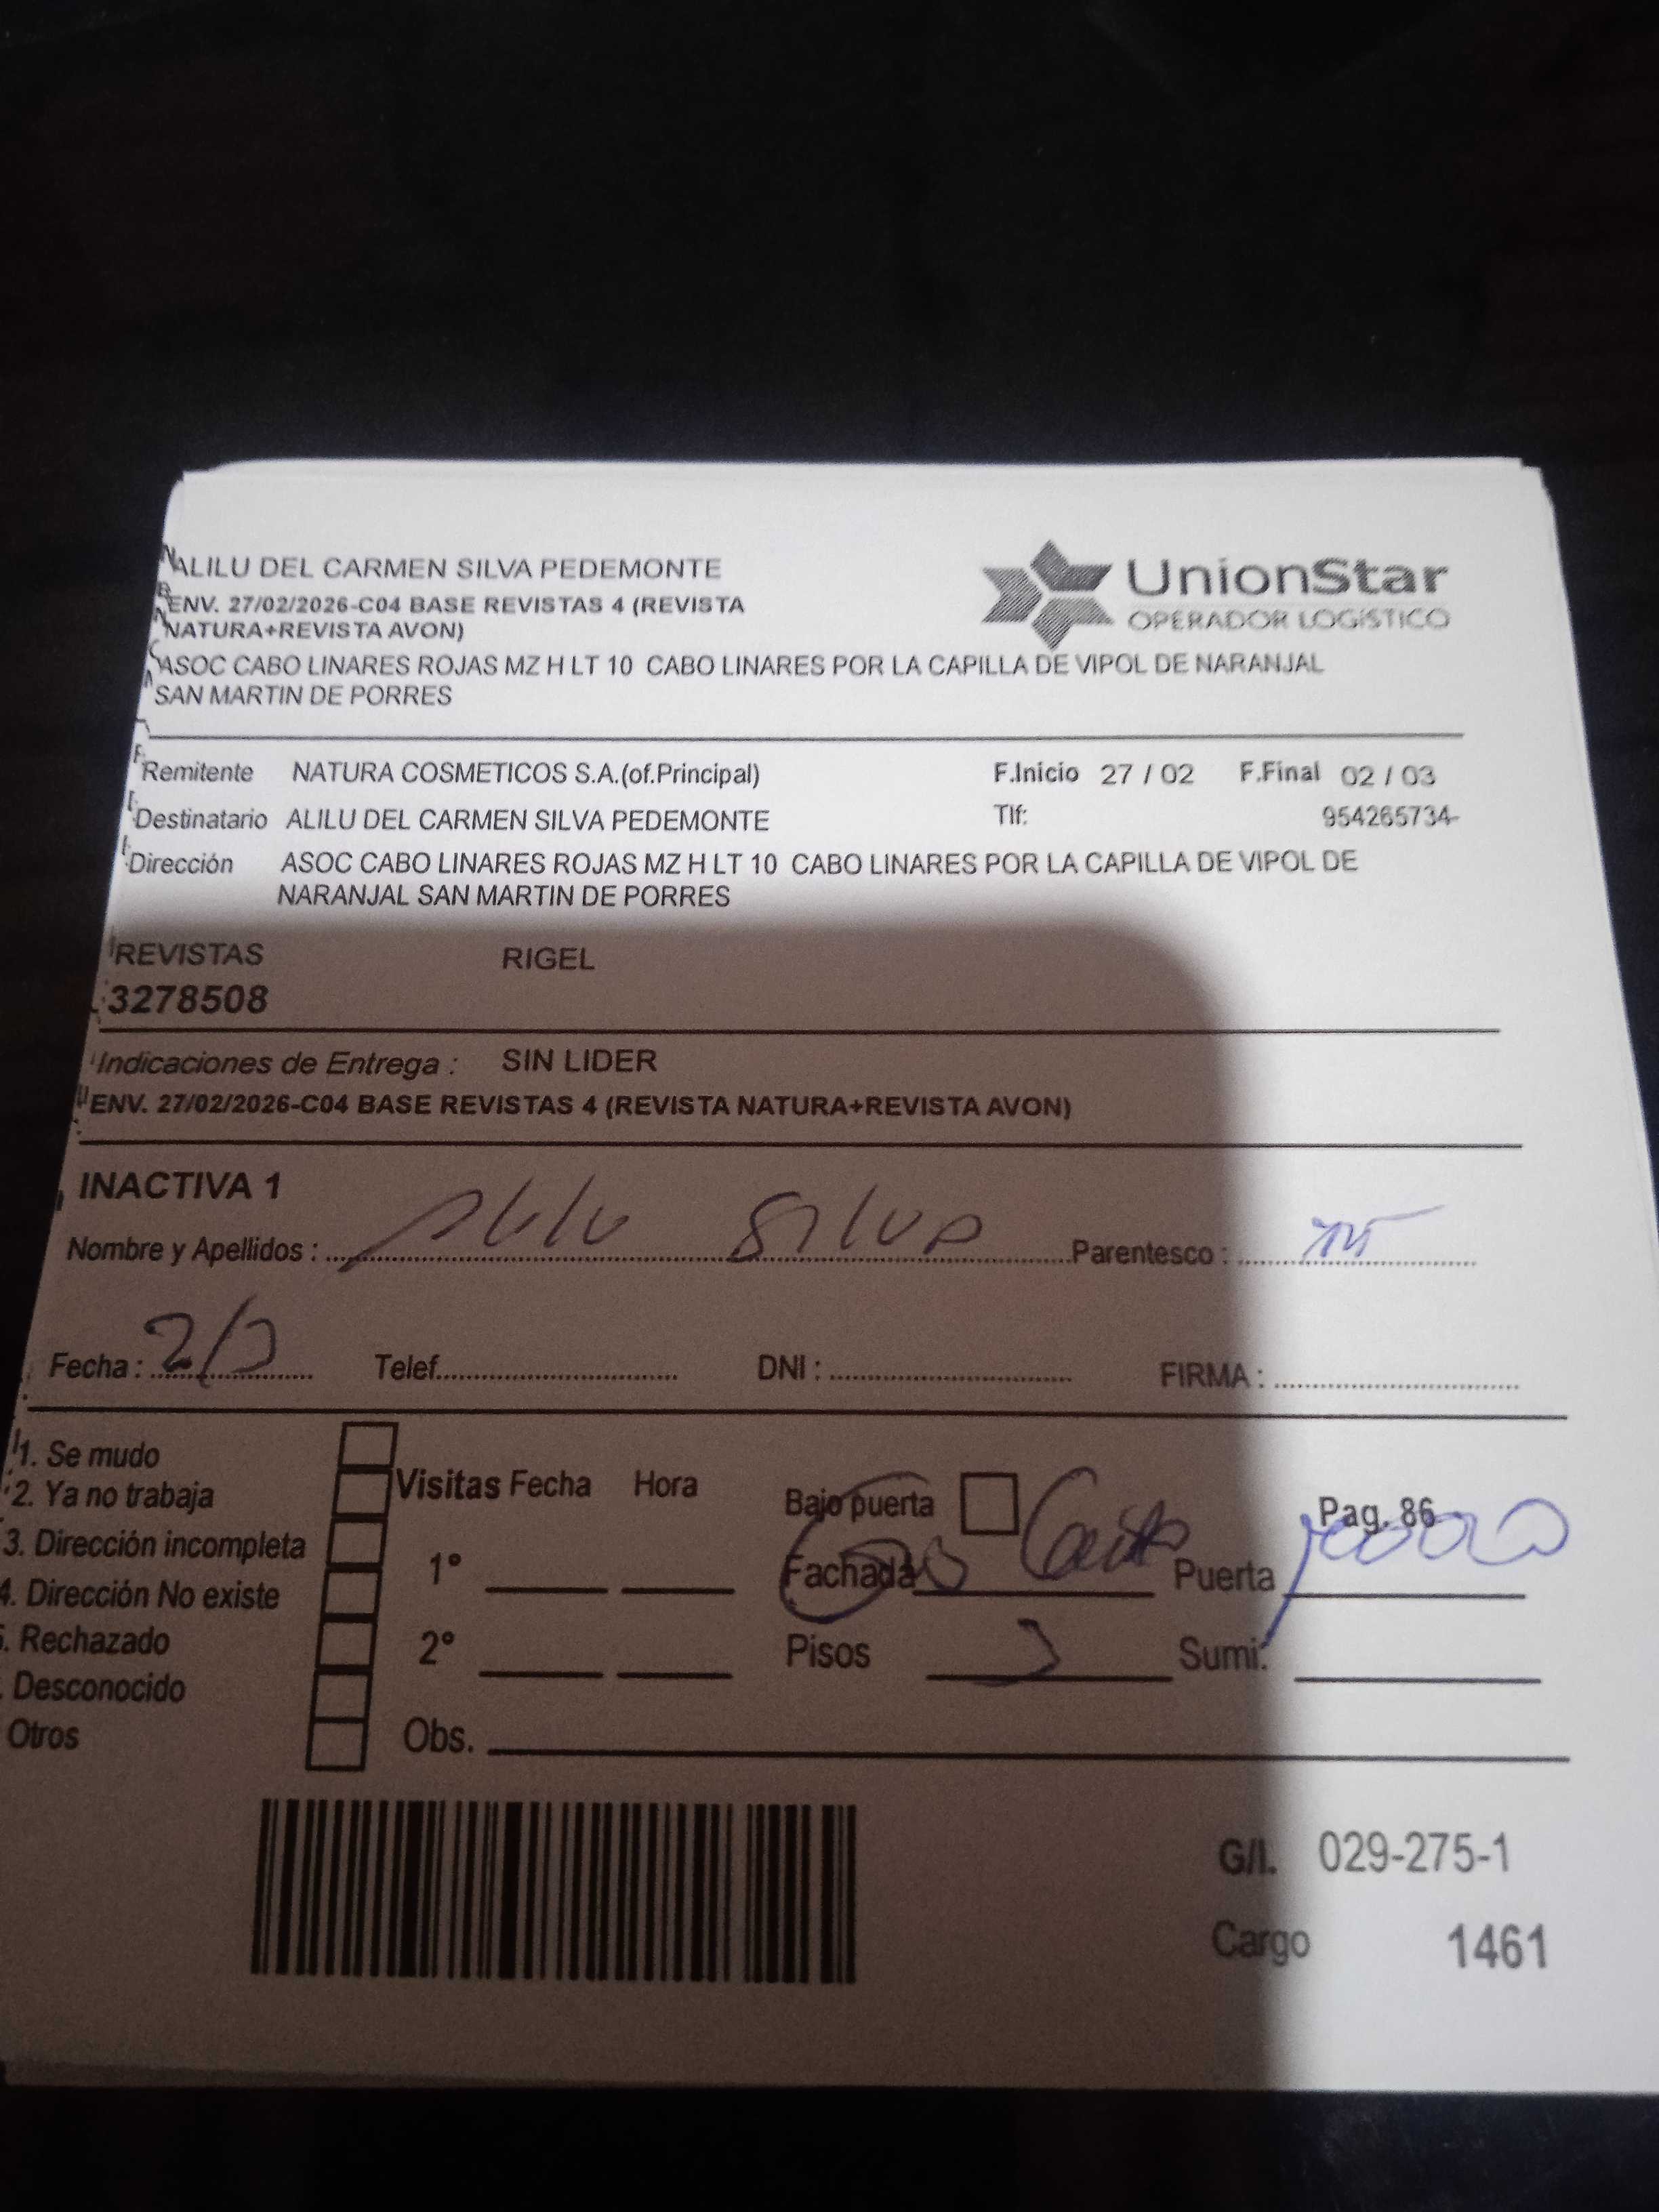 ALILU DEL CARMEN SILVA PEDEMONTE
UnionStar
OPERADOR LOGÍSTICO
ENV. 27/02/2026-C04 BASE REVISTAS 4 (REVISTA
NATURA+REVISTA AVON)
ASOC CABO LINARES ROJAS MZ H LT 10 CABO LINARES POR LA CAPILLA DE VIPOL DE NARANJAL
SAN MARTIN DE PORRES
Remitente NATURA COSMETICOS S.A.(of.Principal) F.Inicio 27 / 02 F.Final 02 / 03
Destinatario ALILU DEL CARMEN SILVA PEDEMONTE Tlf: 954265734-
Dirección ASOC CABO LINARES ROJAS MZ H LT 10 CABO LINARES POR LA CAPILLA DE VIPOL DE
NARANJAL SAN MARTIN DE PORRES
REVISTAS RIGEL
3278508
Indicaciones de Entrega : SIN LIDER
ENV. 27/02/2026-C04 BASE REVISTAS 4 (REVISTA NATURA+REVISTA AVON)
INACTIVA 1
Nombre y Apellidos : Alilu Silva Parentesco :
Fecha : 2/3 Telef. DNI : FIRMA :
1. Se mudo
2. Ya no trabaja
3. Dirección incompleta
4. Dirección No existe
. Rechazado
. Desconocido
Otros
Visitas Fecha Hora
1°
2°
Obs.
Bajo puerta Pag. 86
Fachada Puerta
Pisos 3 Sumi.
G/I. 029-275-1
Cargo 1461